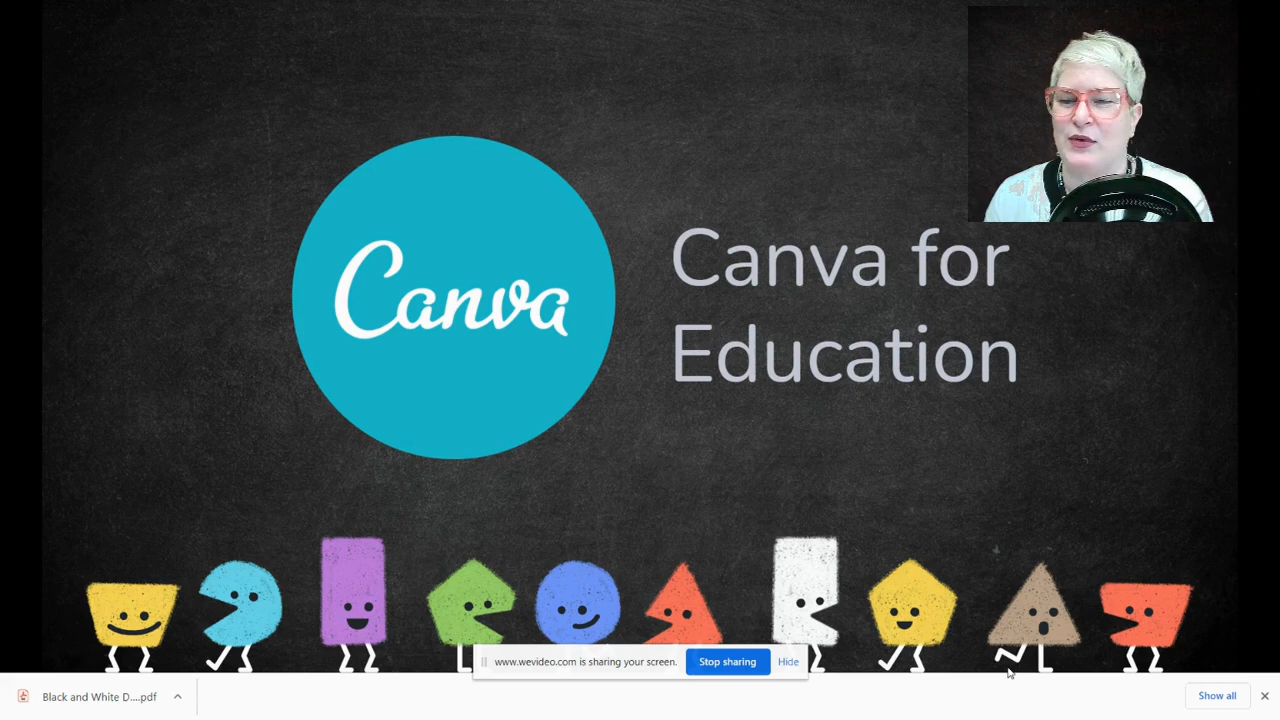 Canva
Canva for
Education
www.wevideo.com is sharing your screen.
Stop sharing
Hide
Black and White D....pdf
Show all